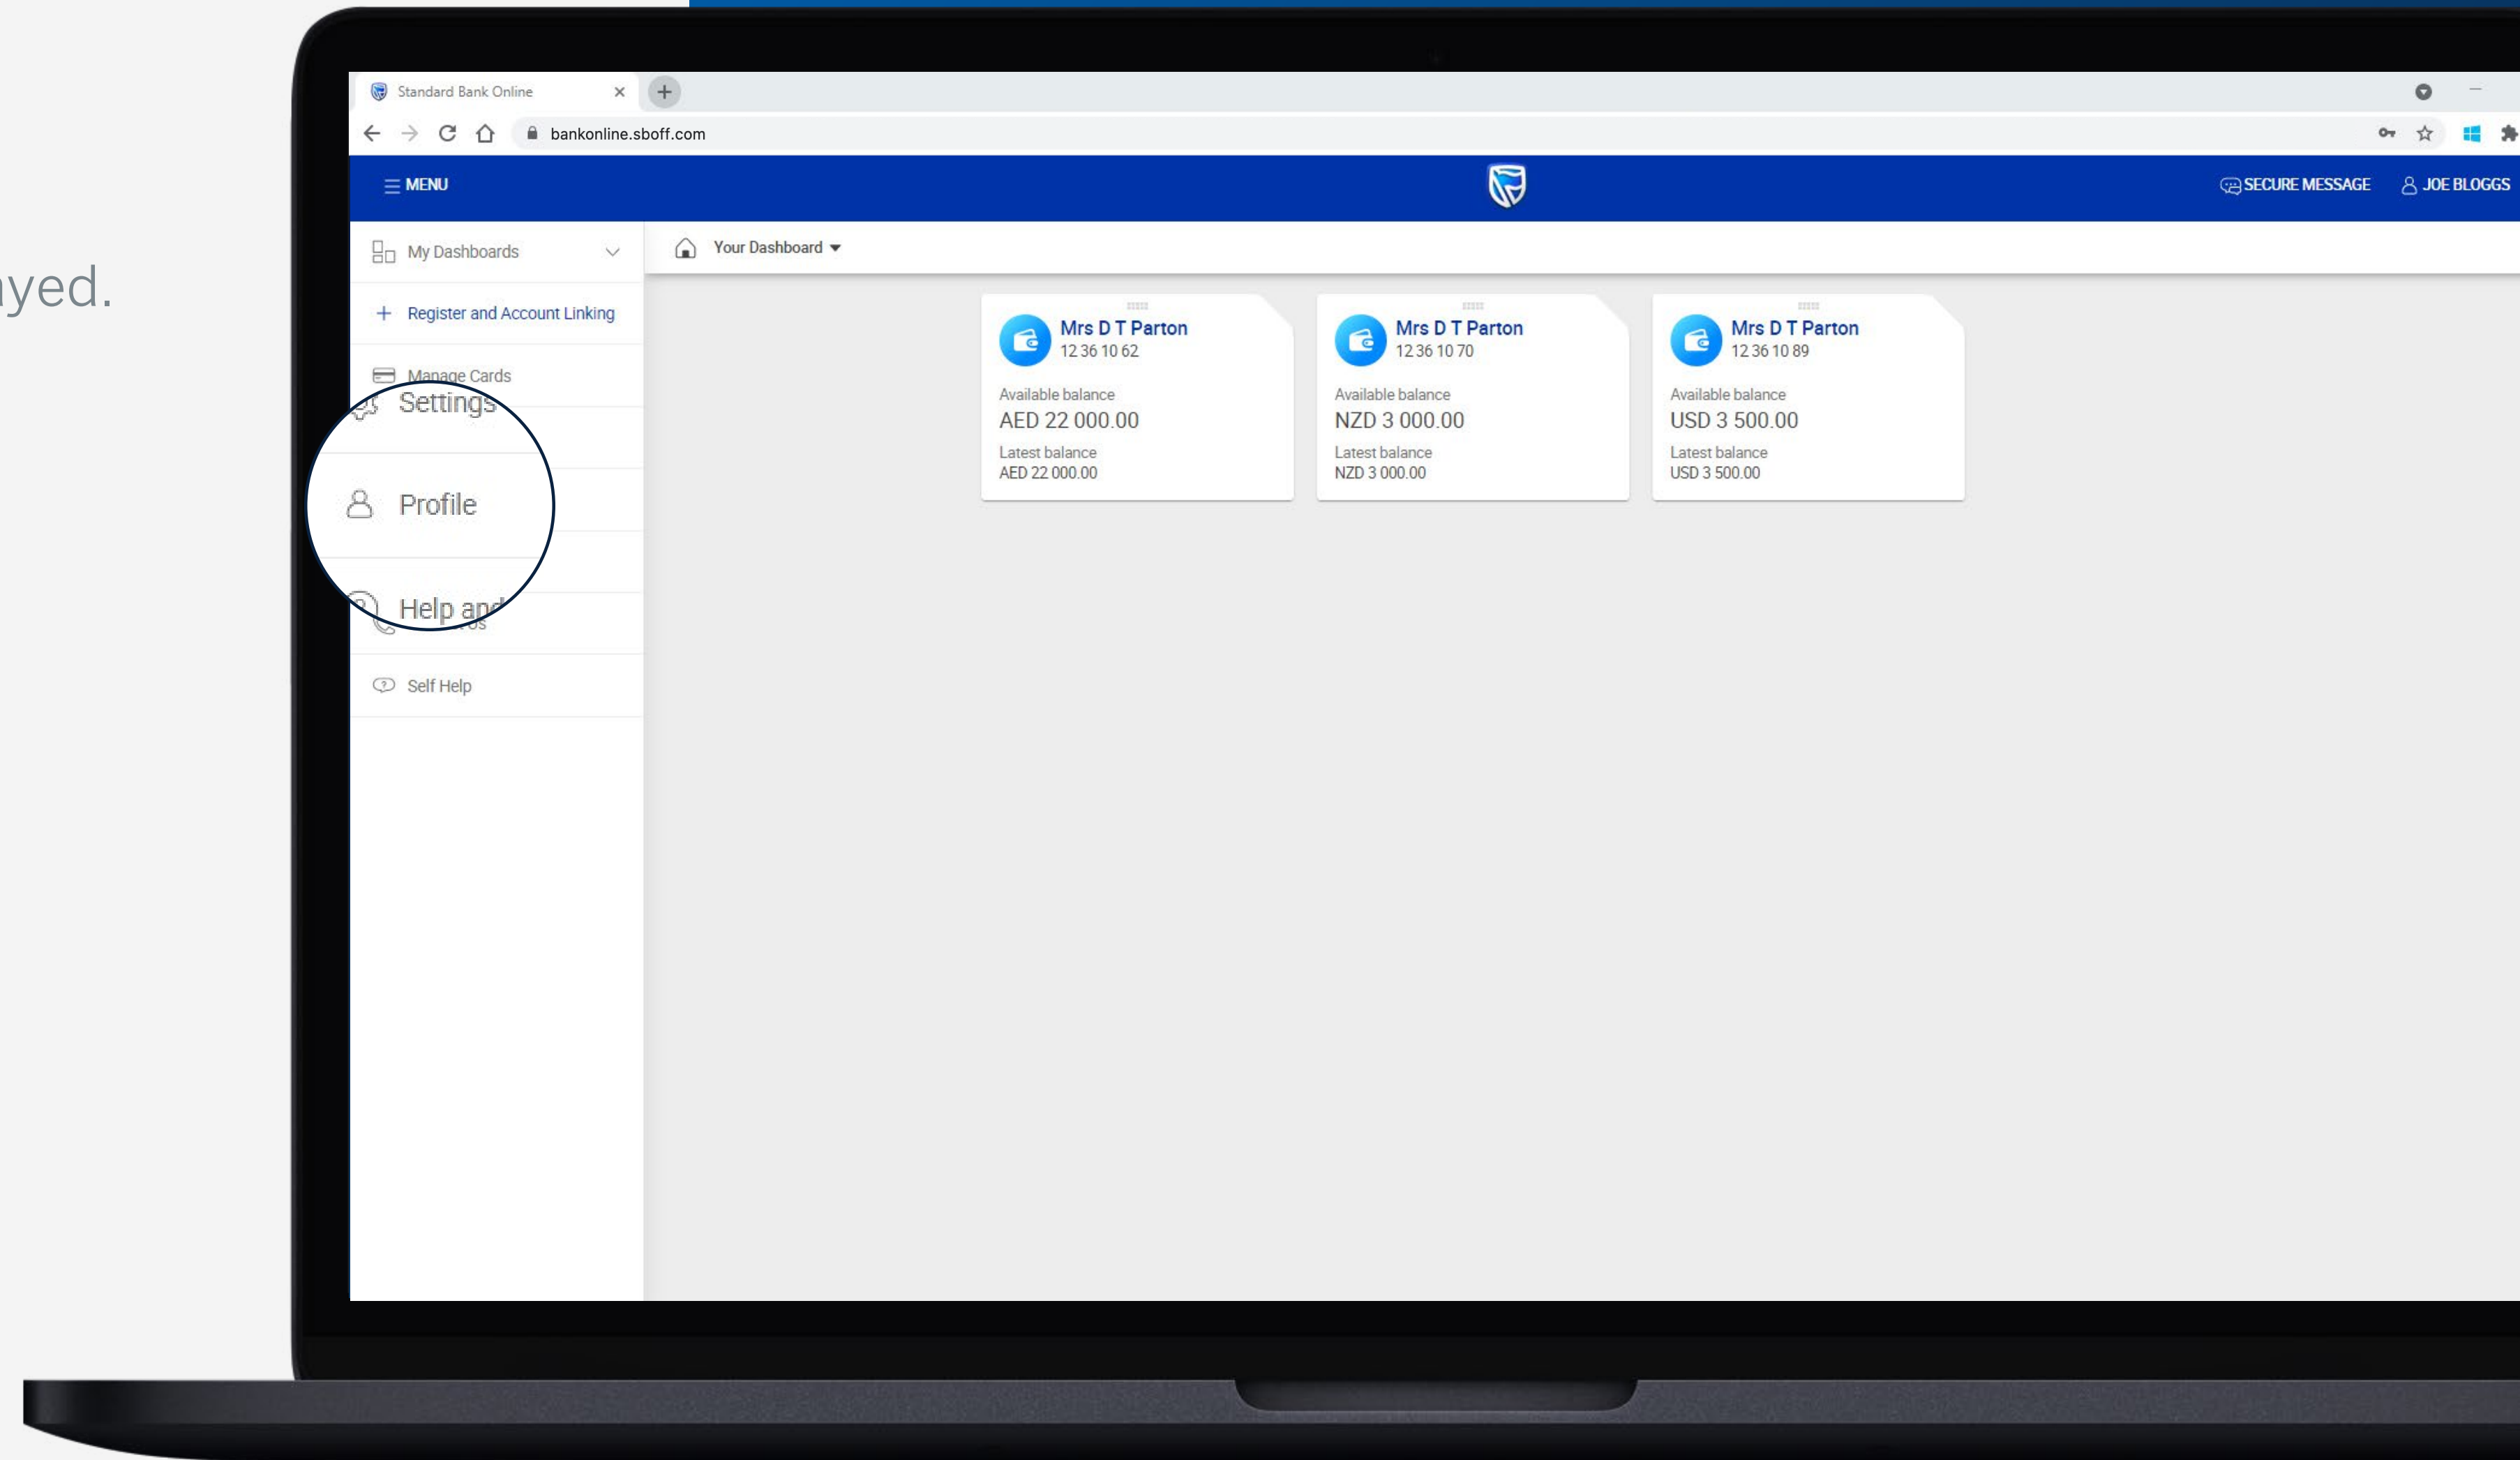 ayed.
Standard Bank Online
bankonline.sboff.com
MENU
SECURE MESSAGE
JOE BLOGGS
My Dashboards
Your Dashboard
Register and Account Linking
Manage Cards
Settings
Profile
Help and
us
Self Help
Mrs D T Parton
12 36 10 62
Available balance
AED 22 000.00
Latest balance
AED 22 000.00
Mrs D T Parton
12 36 10 70
Available balance
NZD 3 000.00
Latest balance
NZD 3 000.00
Mrs D T Parton
12 36 10 89
Available balance
USD 3 500.00
Latest balance
USD 3 500.00